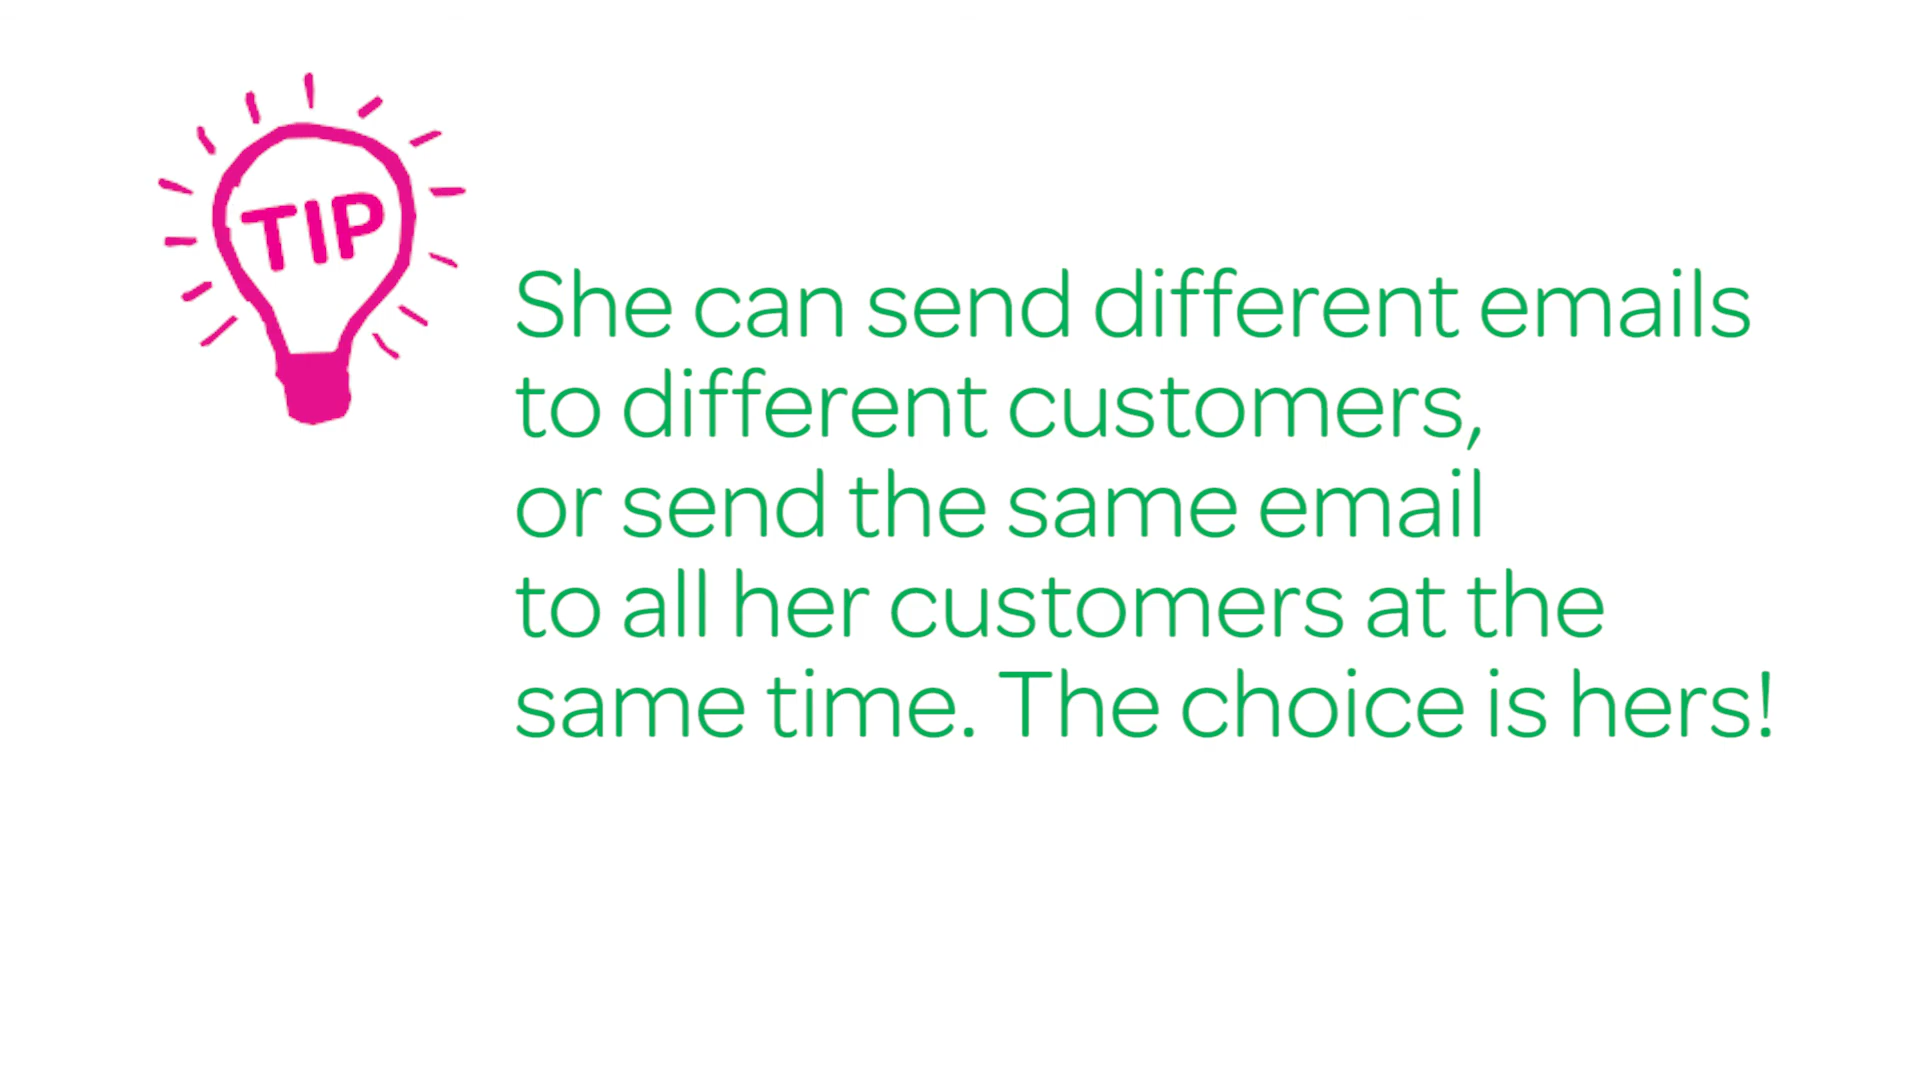 TIP
She can send different emails
to different customers,
or send the same email
to all her customers at the
same time. The choice is hers!